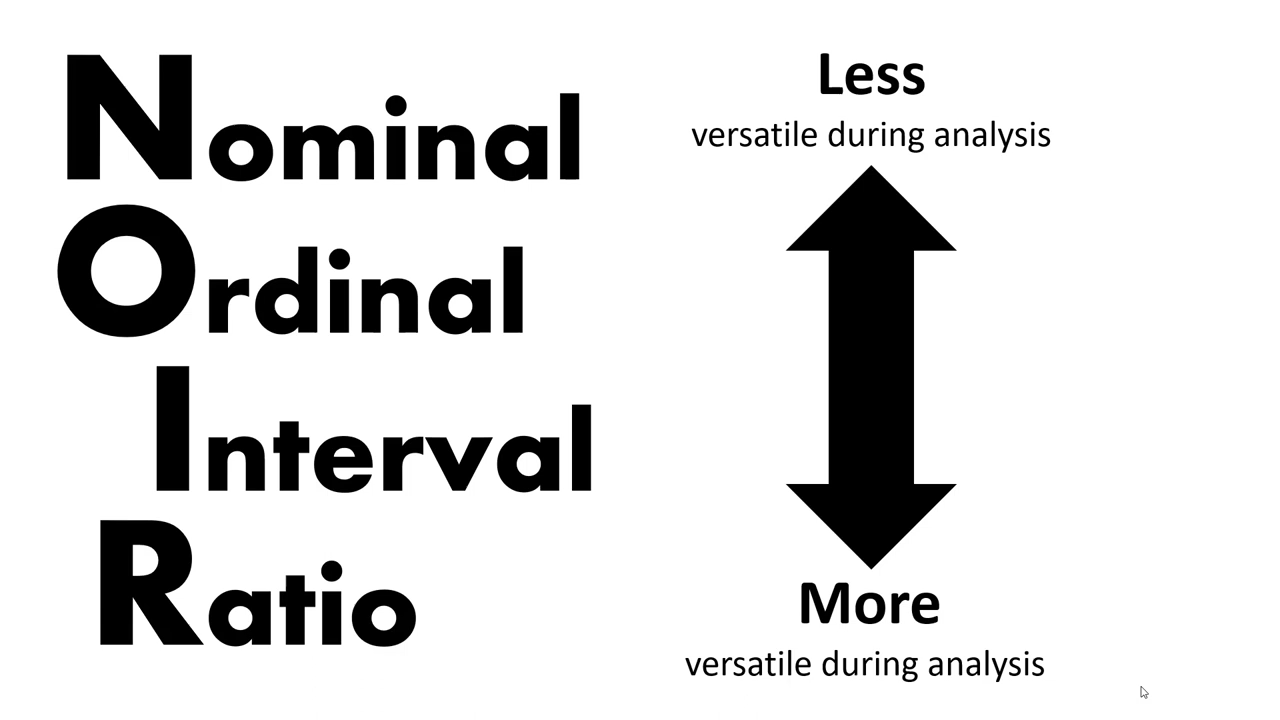 Nominal
Ordinal
Interval
Ratio
Less
versatile during analysis
More
versatile during analysis